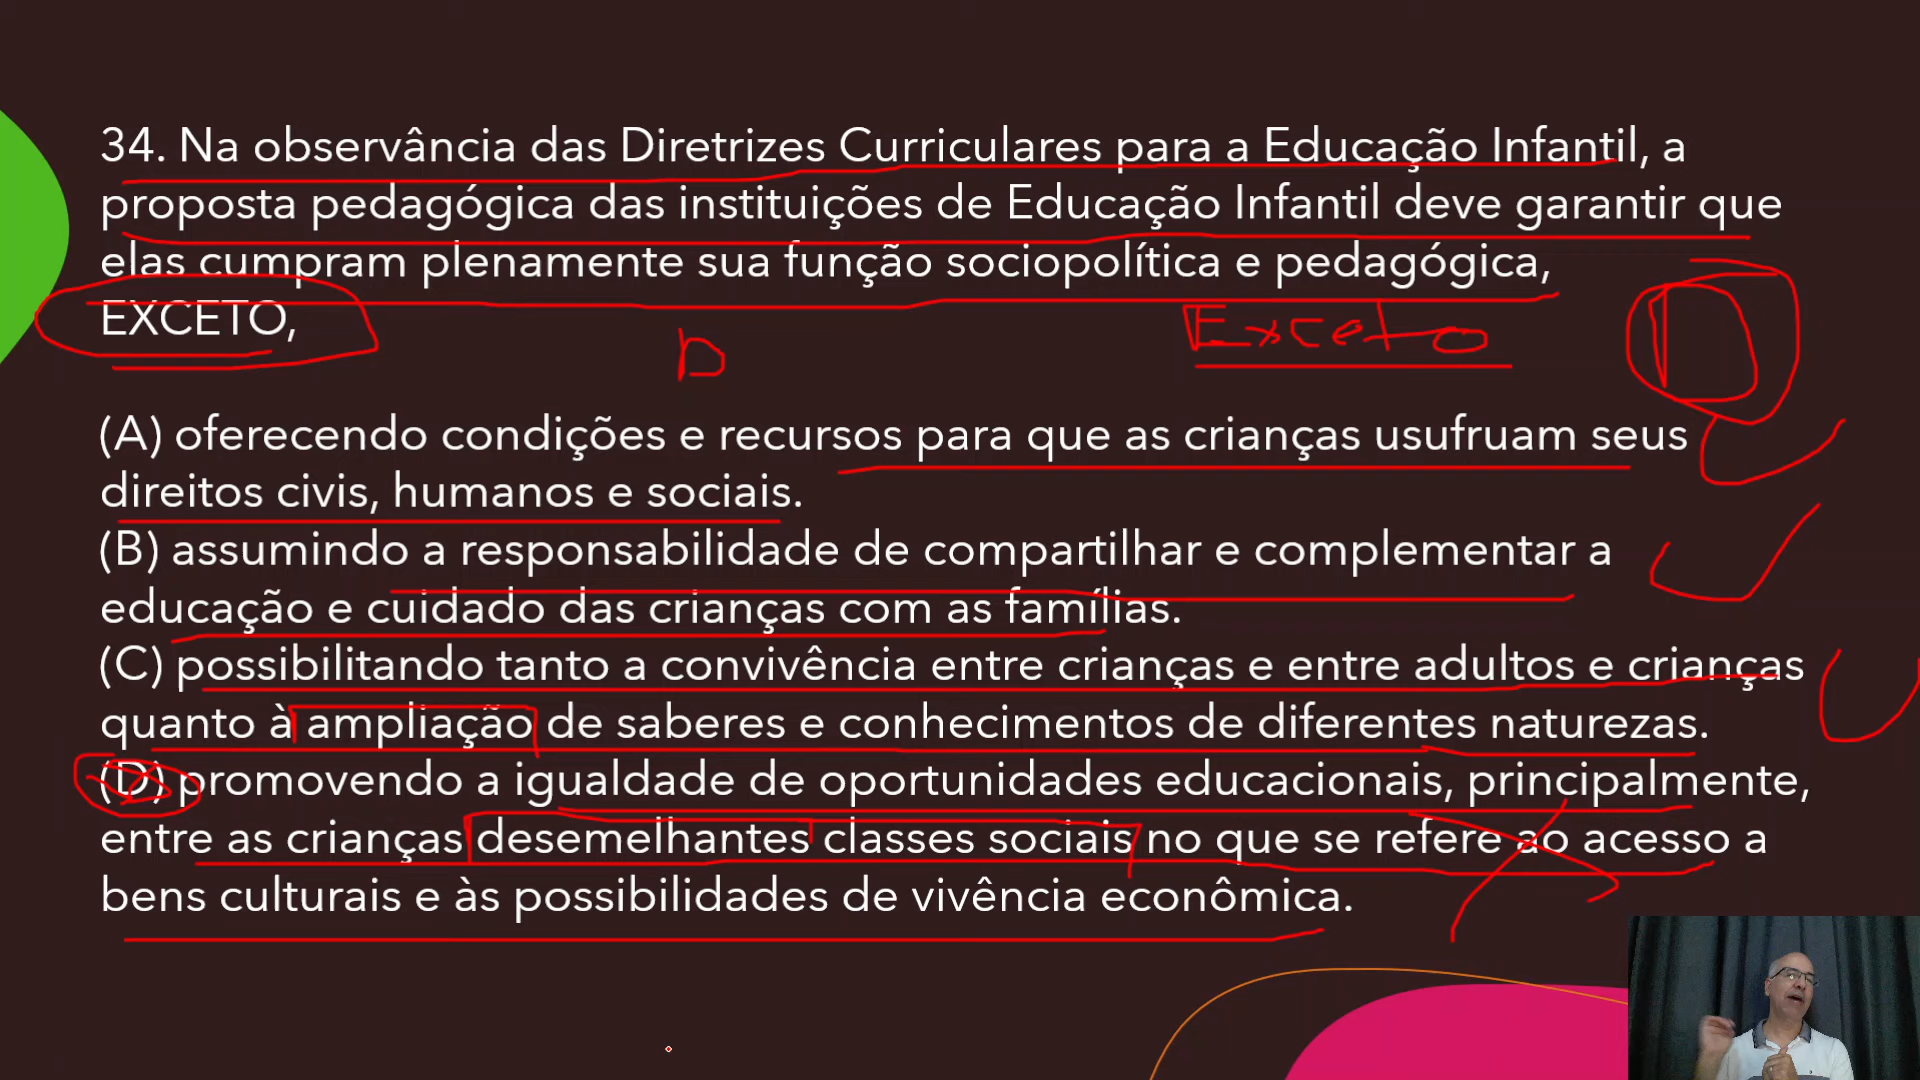 34. Na observância das Diretrizes Curriculares para a Educação Infantil, a
proposta pedagógica das instituições de Educação Infantil deve garantir que
elas cumpram plenamente sua função sociopolítica e pedagógica,
EXCETO,
D
Exceto
D
(A) oferecendo condições e recursos para que as crianças usufruam seus
direitos civis, humanos e sociais.
(B) assumindo a responsabilidade de compartilhar e complementar a
educação e cuidado das crianças com as famílias.
(C) possibilitando tanto a convivência entre crianças e entre adultos e crianças
quanto à ampliação de saberes e conhecimentos de diferentes naturezas.
(D) promovendo a igualdade de oportunidades educacionais, principalmente,
entre as crianças desemelhantes classes sociais no que se refere ao acesso a
bens culturais e às possibilidades de vivência econômica.